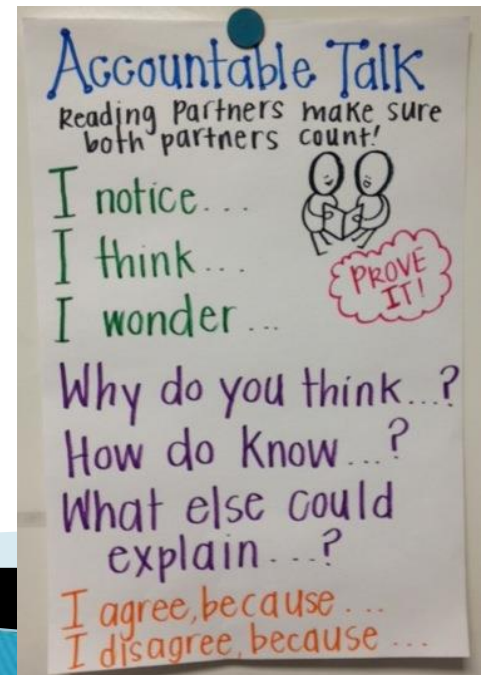 Accountable Talk
Reading Partners make sure
both partners count!
I notice...
I think...
I wonder...
PROVE
IT!
Why do you think...?
How do know...?
What else could
explain...?
I agree, because...
I disagree, because...